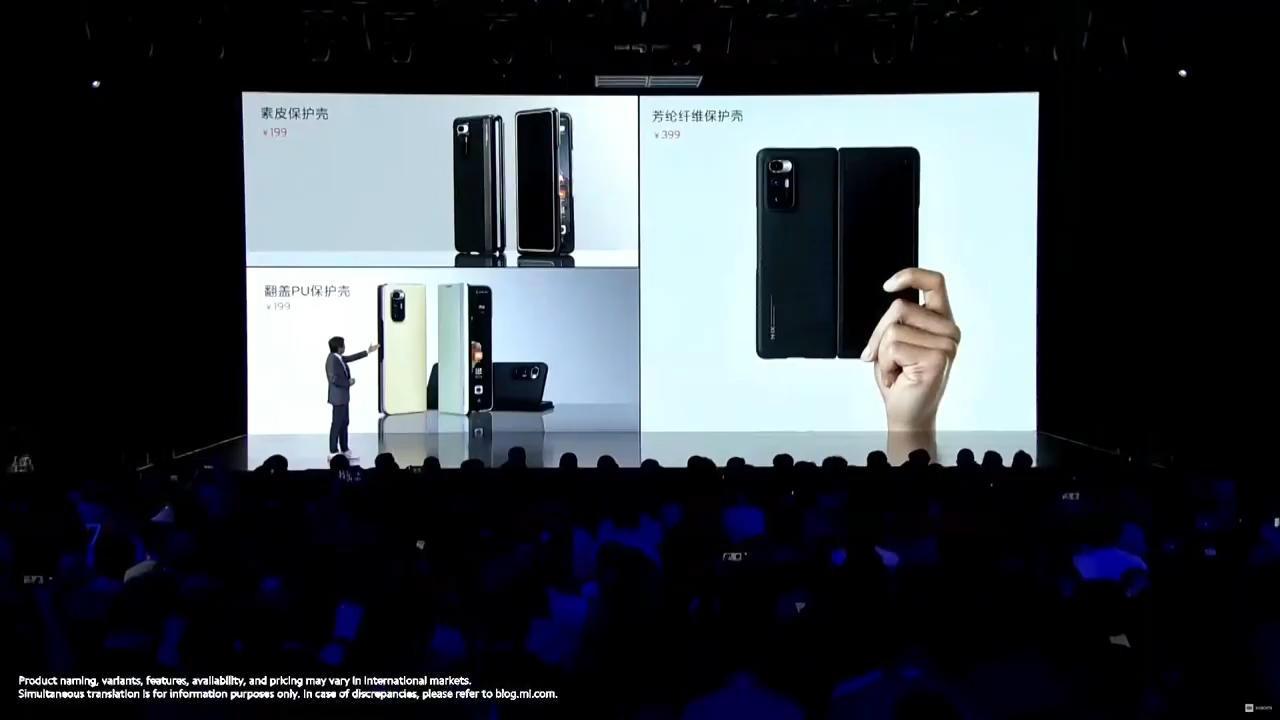 素皮保护壳
¥199
芳纶纤维保护壳
¥399
翻盖PU保护壳
¥199
MIX
Product naming, variants, features, availability, and pricing may vary in international markets.
Simultaneous translation is for information purposes only. In case of discrepancies, please refer to blog.mi.com.
XIAOMI